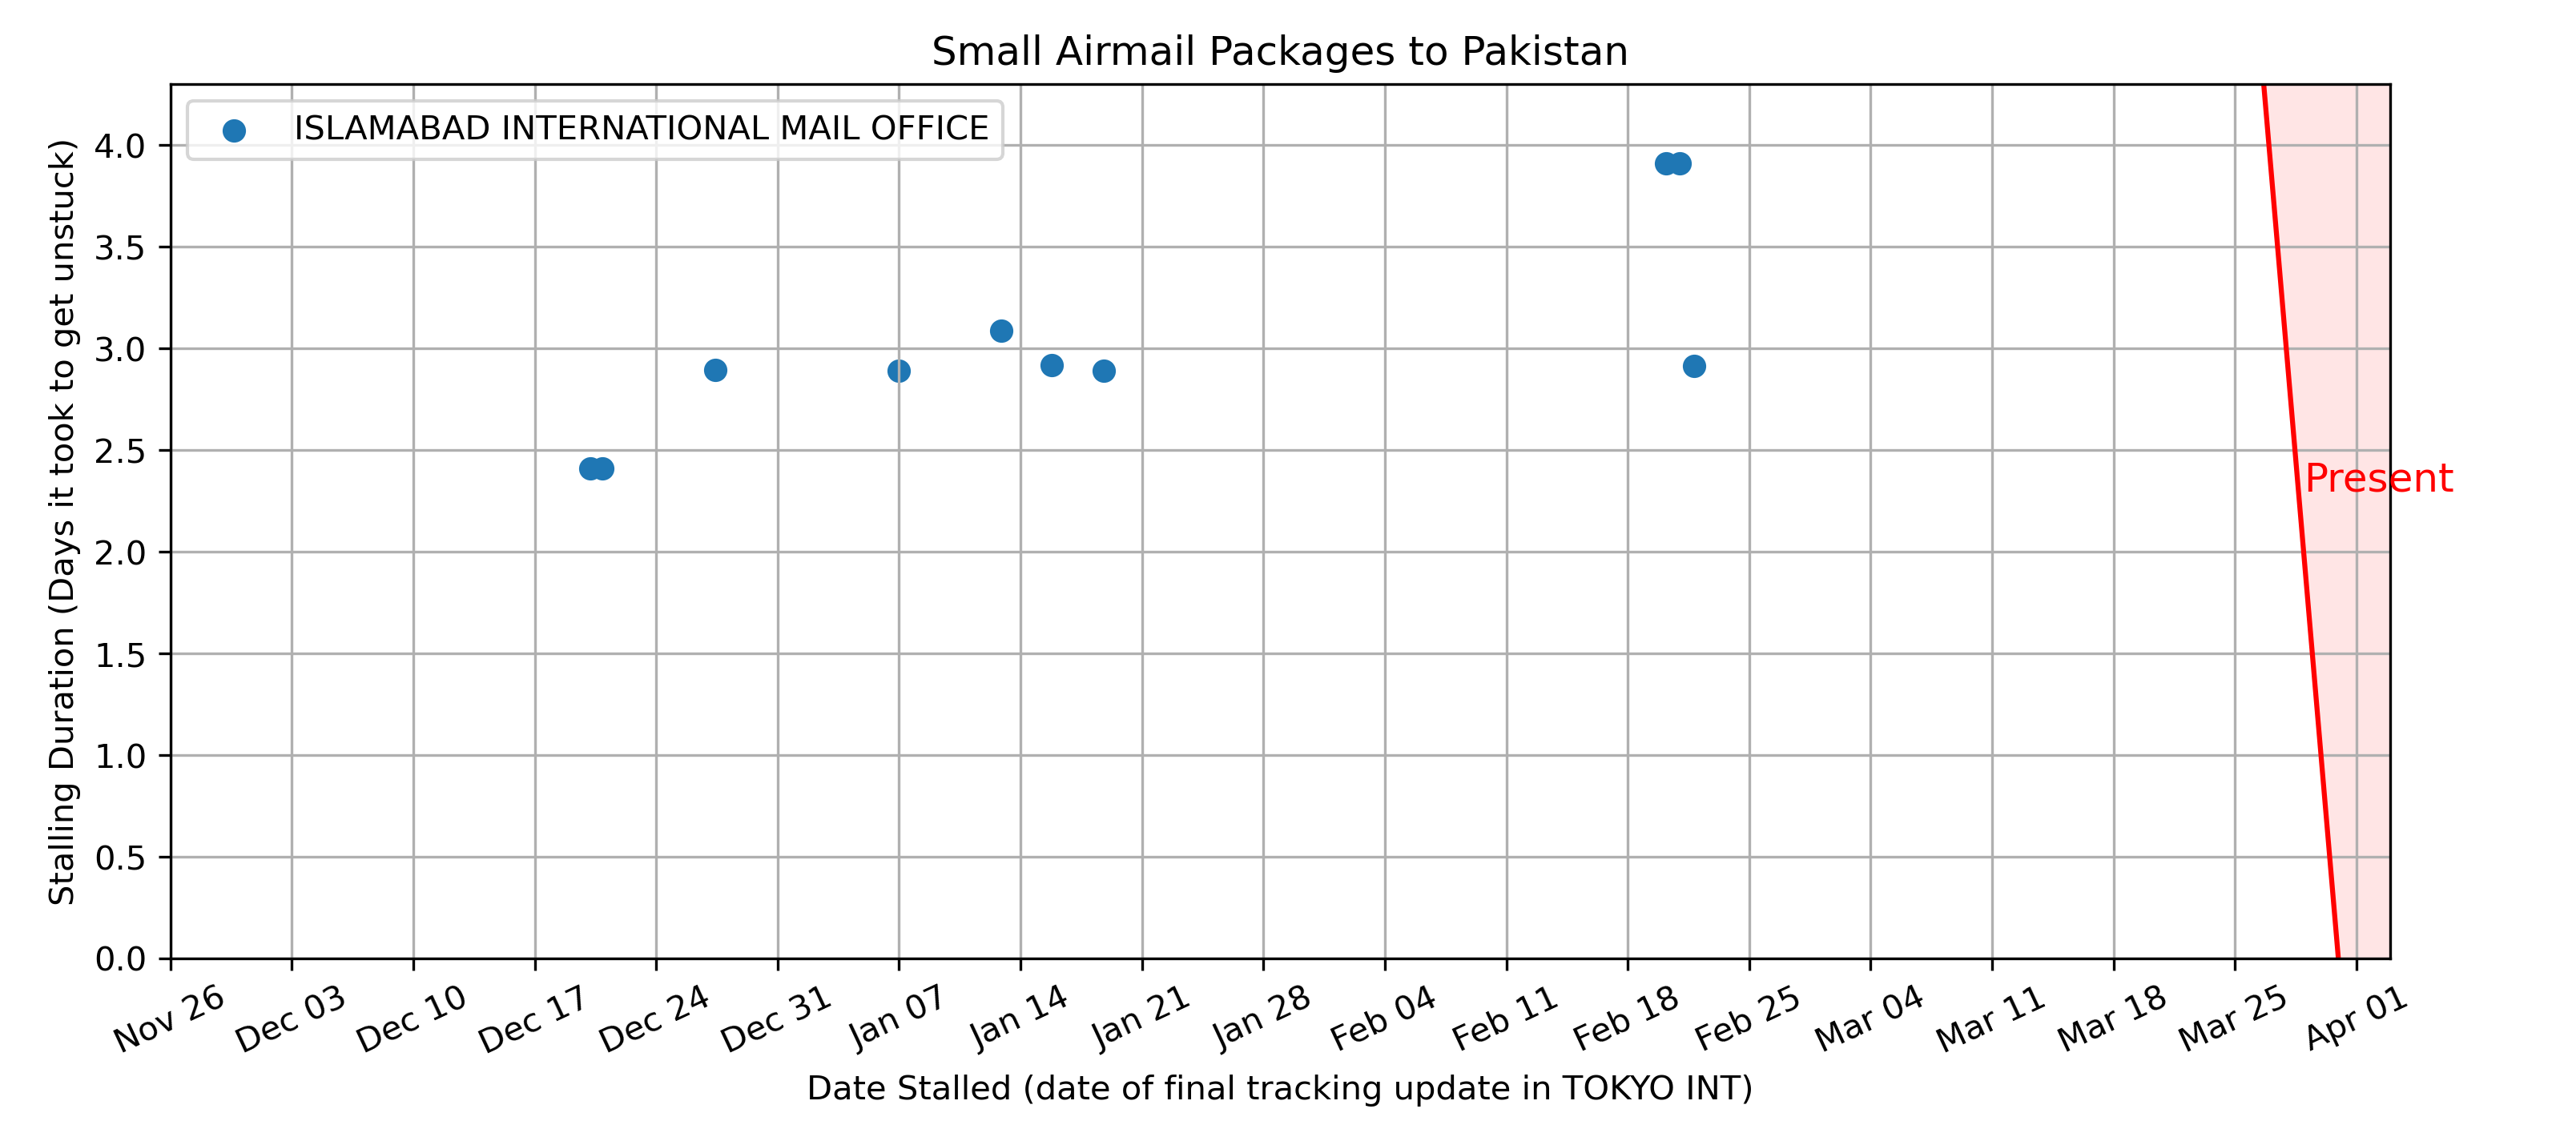 Small Airmail Packages to Pakistan
ISLAMABAD INTERNATIONAL MAIL OFFICE
Stalling Duration (Days it took to get unstuck)
4.0
3.5
3.0
2.5
2.0
1.5
1.0
0.5
0.0
Present
Nov 26
Dec 03
Dec 10
Dec 17
Dec 24
Dec 31
Jan 07
Jan 14
Jan 21
Jan 28
Feb 04
Feb 11
Feb 18
Feb 25
Mar 04
Mar 11
Mar 18
Mar 25
Apr 01
Date Stalled (date of final tracking update in TOKYO INT)